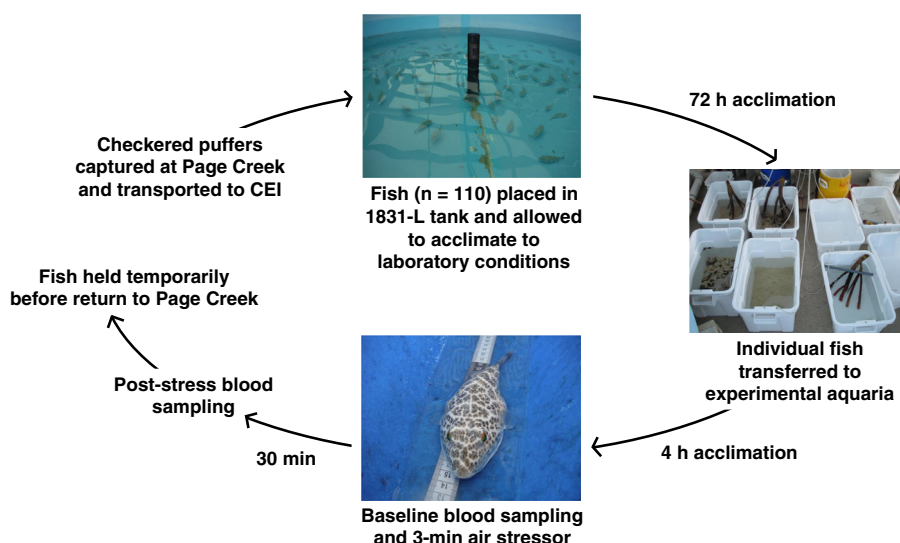 Checkered puffers
captured at Page Creek
and transported to CEI
Fish (n = 110) placed in
1831-L tank and allowed
to acclimate to
laboratory conditions
72 h acclimation
Individual fish
transferred to
experimental aquaria
4 h acclimation
Baseline blood sampling
and 3-min air stressor
30 min
Post-stress blood
sampling
Fish held temporarily
before return to Page Creek